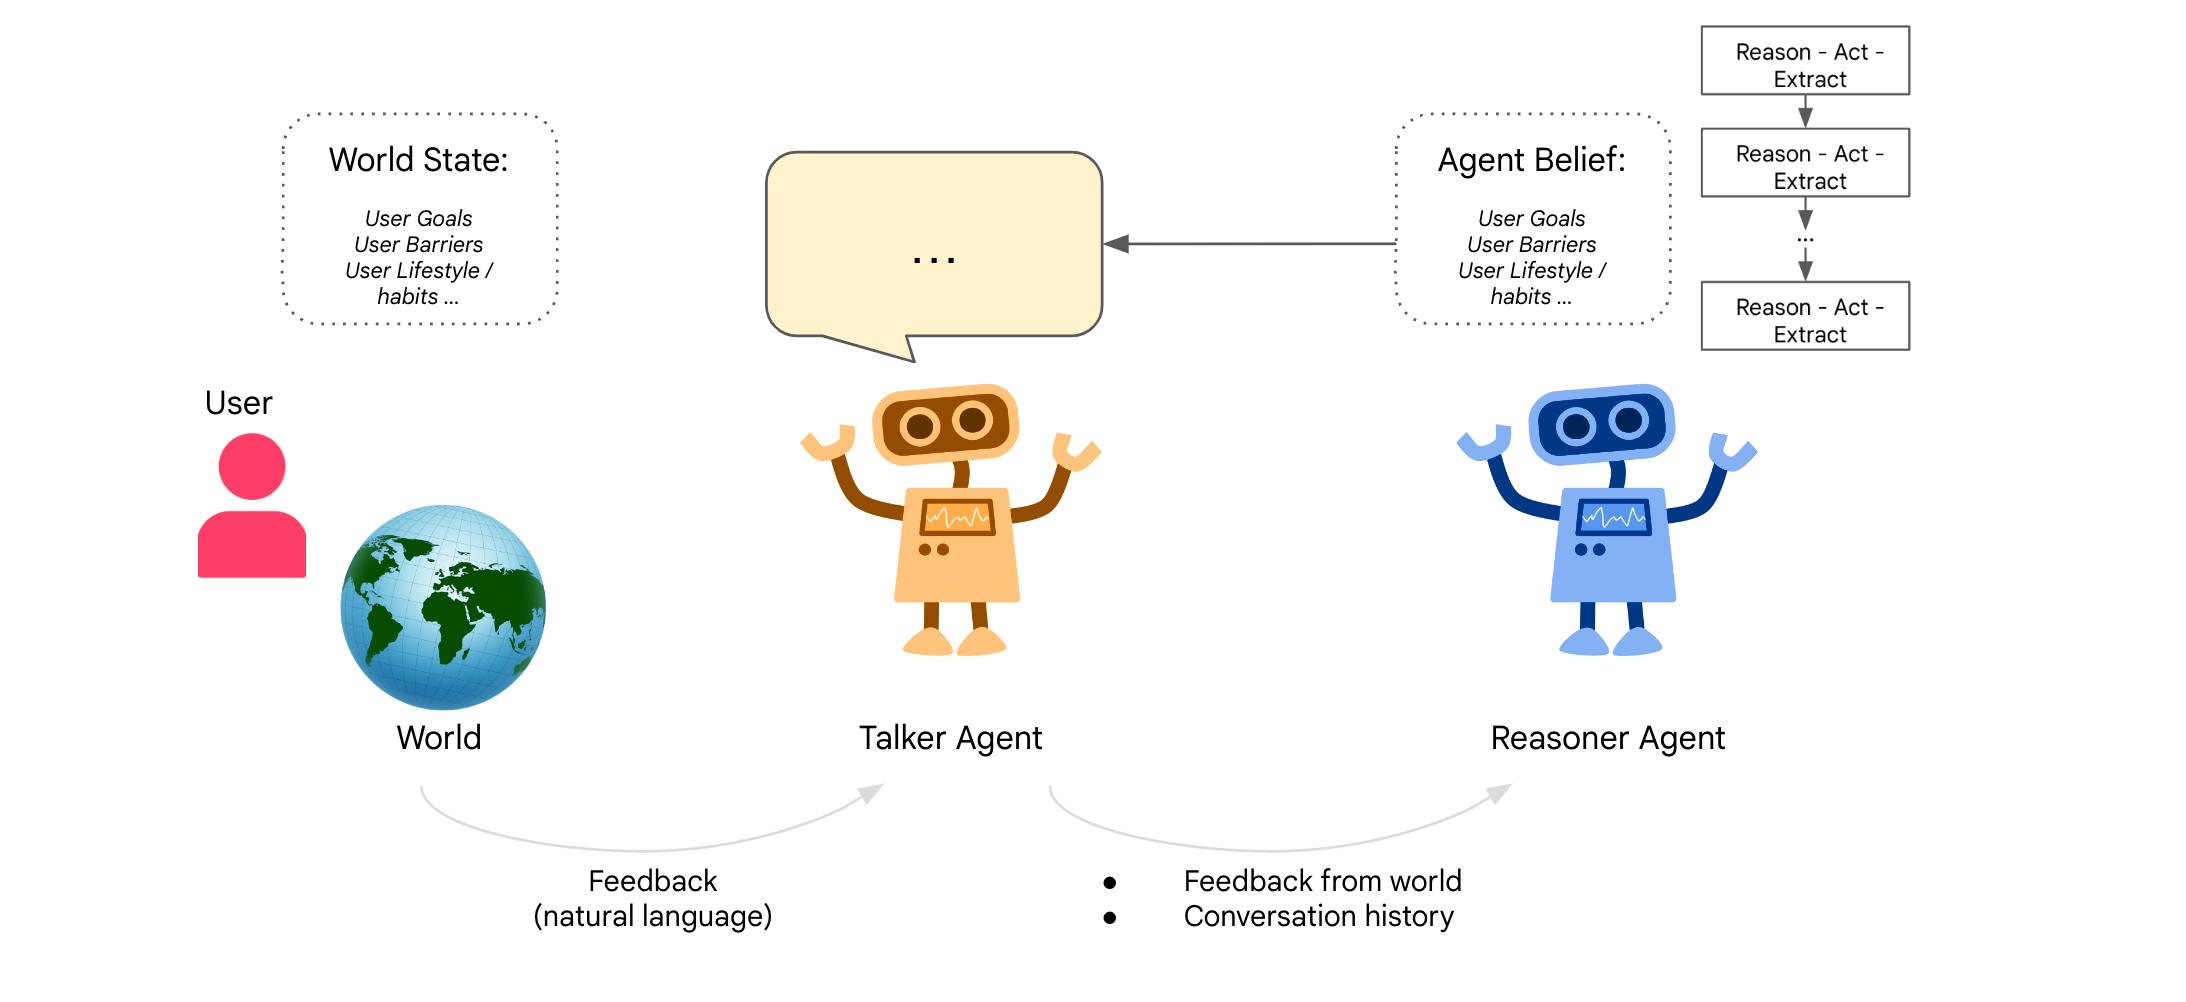 World State:
User Goals
User Barriers
User Lifestyle /
habits ...
...
Agent Belief:
User Goals
User Barriers
User Lifestyle /
habits ...
Reason - Act -
Extract
Reason - Act -
Extract
...
Reason - Act -
Extract
User
World
Talker Agent
Reasoner Agent
Feedback
(natural language)
● Feedback from world
● Conversation history